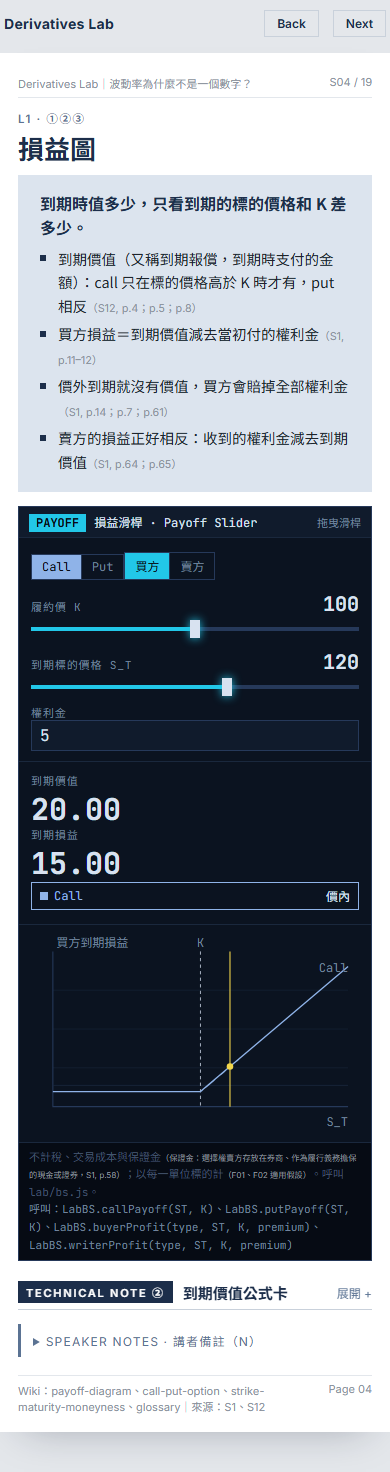 Derivatives Lab
Back
Next
Derivatives Lab｜波動率為什麼不是一個數字？
S04 / 19
L1 · ①②③
損益圖
到期時值多少，只看到期的標的價格和 K 差
多少。
到期價值（又稱到期報償，到期時支付的金
額）：call 只在標的價格高於 K 時才有，put
相反（S12, p.4；p.5；p.8）
買方損益＝到期價值減去當初付的權利金（S1,
p.11–12）
價外到期就沒有價值，買方會賠掉全部權利金
（S1, p.14；p.7；p.61）
賣方的損益正好相反：收到的權利金減去到期
價值（S1, p.64；p.65）
PAYOFF
損益滑桿 · Payoff Slider
拖曳滑桿
Call
Put
買方
賣方
履約價 K
100
到期標的價格 S_T
120
權利金
5
到期價值
20.00
到期損益
15.00
Call
價內
買方到期損益
K
Call
S_T
不計稅、交易成本與保證金（保證金：選擇權賣方存放在券商、作為履行義務擔保
的現金或證券，S1, p.58）；以每一單位標的計（F01、F02 適用假設）。呼叫
lab/bs.js。
呼叫：LabBS.callPayoff(ST, K)、LabBS.putPayoff(ST,
K)、LabBS.buyerProfit(type, ST, K, premium)、
LabBS.writerProfit(type, ST, K, premium)
TECHNICAL NOTE ②
到期價值公式卡
展開 +
▶ SPEAKER NOTES · 講者備註（N）
Wiki：payoff-diagram、call-put-option、strike-
maturity-moneyness、glossary｜來源：S1、S12
Page 04